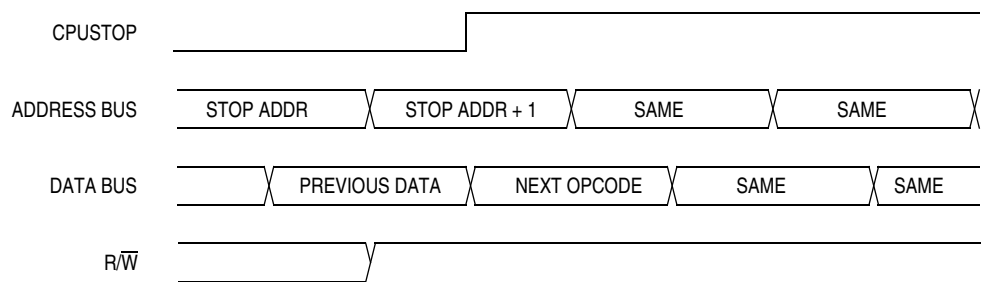 CPUSTOP
ADDRESS BUS STOP ADDR STOP ADDR + 1 SAME SAME
DATA BUS PREVIOUS DATA NEXT OPCODE SAME SAME
R/W̅